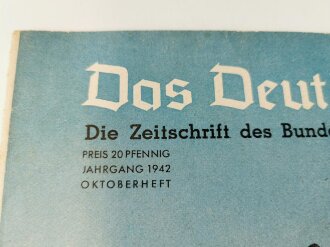 Das Deut
Die Zeitschrift des Bunde
PREIS 20 PFENNIG
JAHRGANG 1942
OKTOBERHEFT